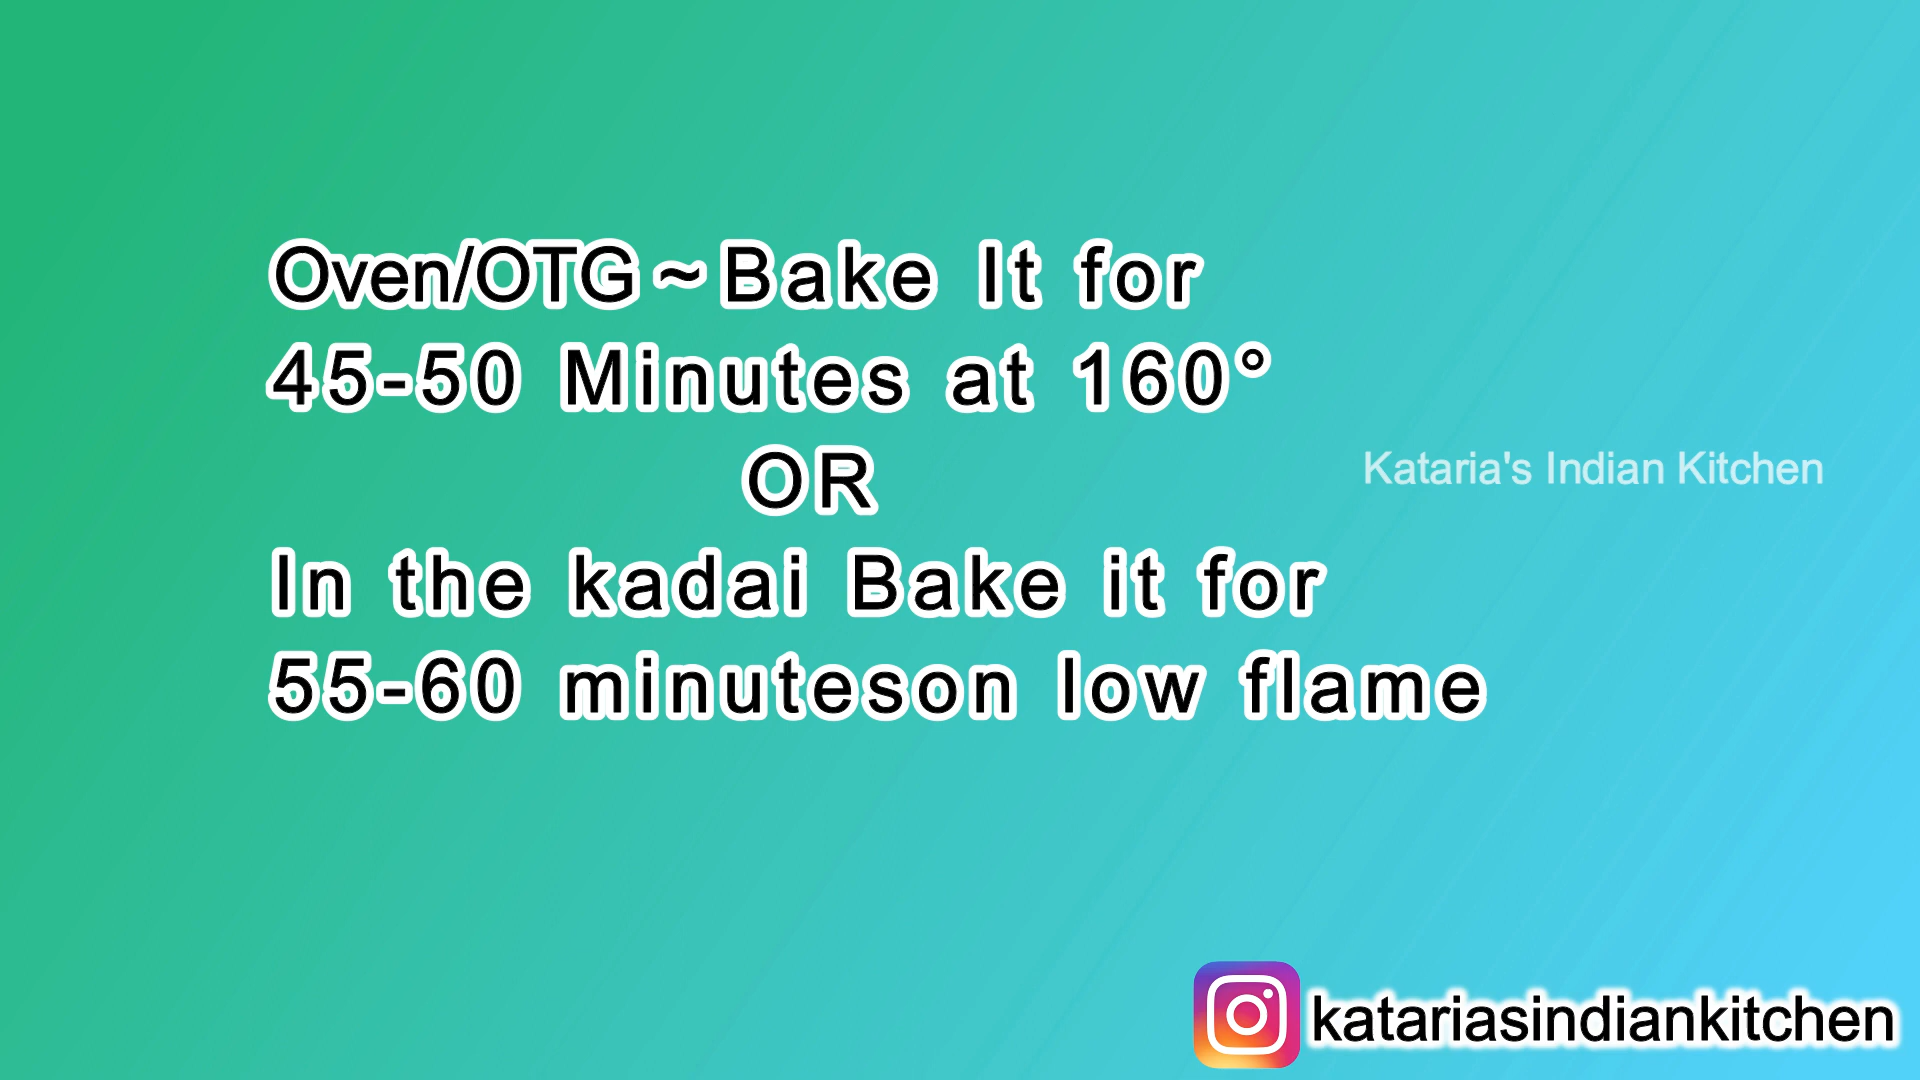 Oven/OTG ~ Bake It for
45-50 Minutes at 160°
OR
Kataria's Indian Kitchen
In the kadai Bake it for
55-60 minuteson low flame
katariasindiankitchen